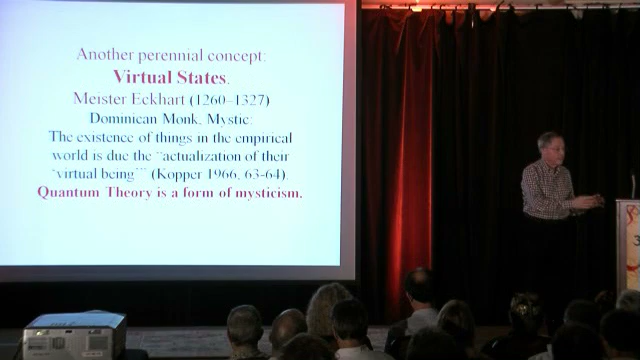 Another perennial concept:
Virtual States.
Meister Eckhart (1260–1327)
Dominican Monk, Mystic:
The existence of things in the empirical
world is due the “actualization of their
‘virtual being’” (Kopper 1966, 63-64).
Quantum Theory is a form of mysticism.
3